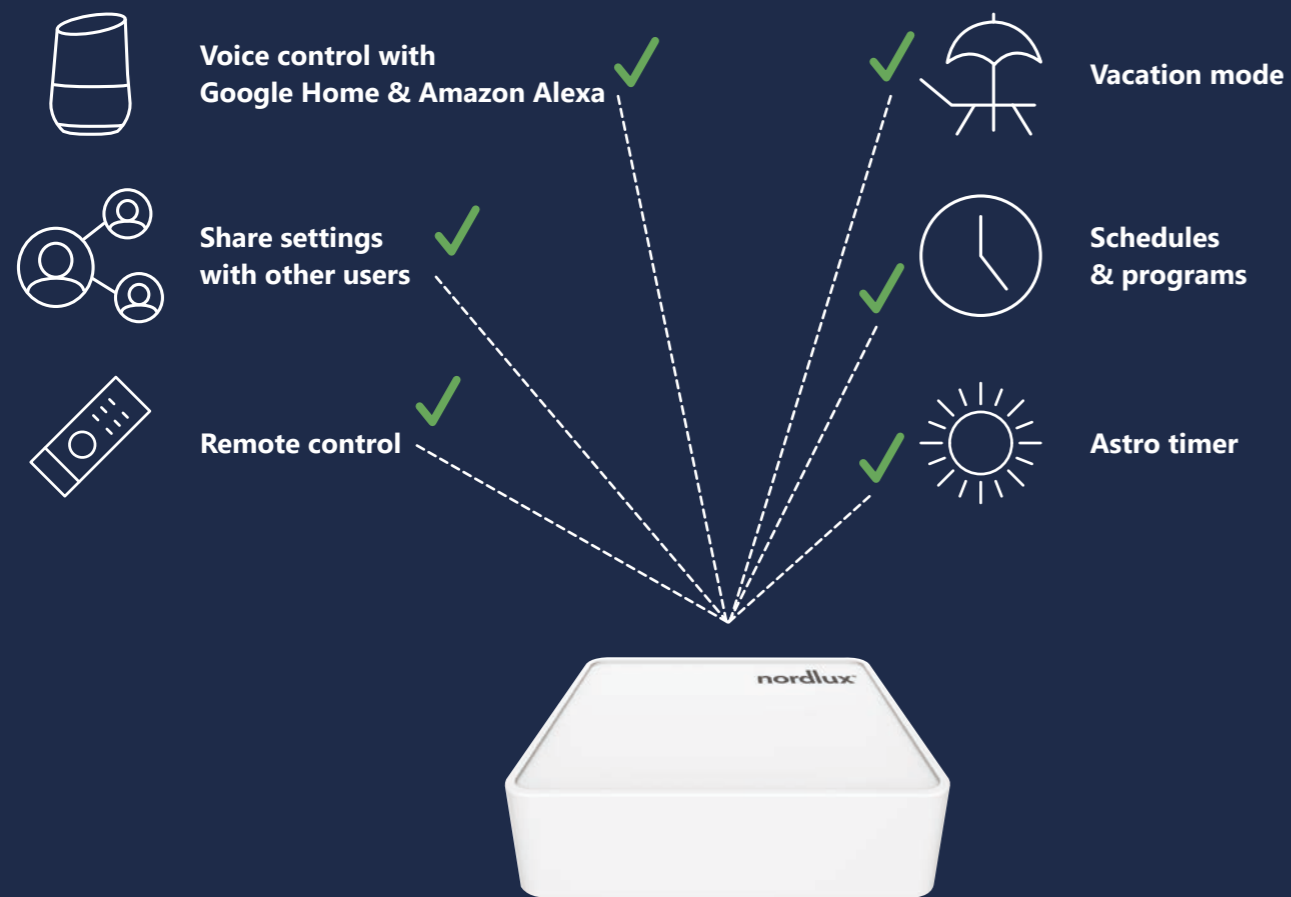 Voice control with
Google Home & Amazon Alexa
Share settings
with other users
Remote control
Vacation mode
Schedules
& programs
Astro timer
nordlux